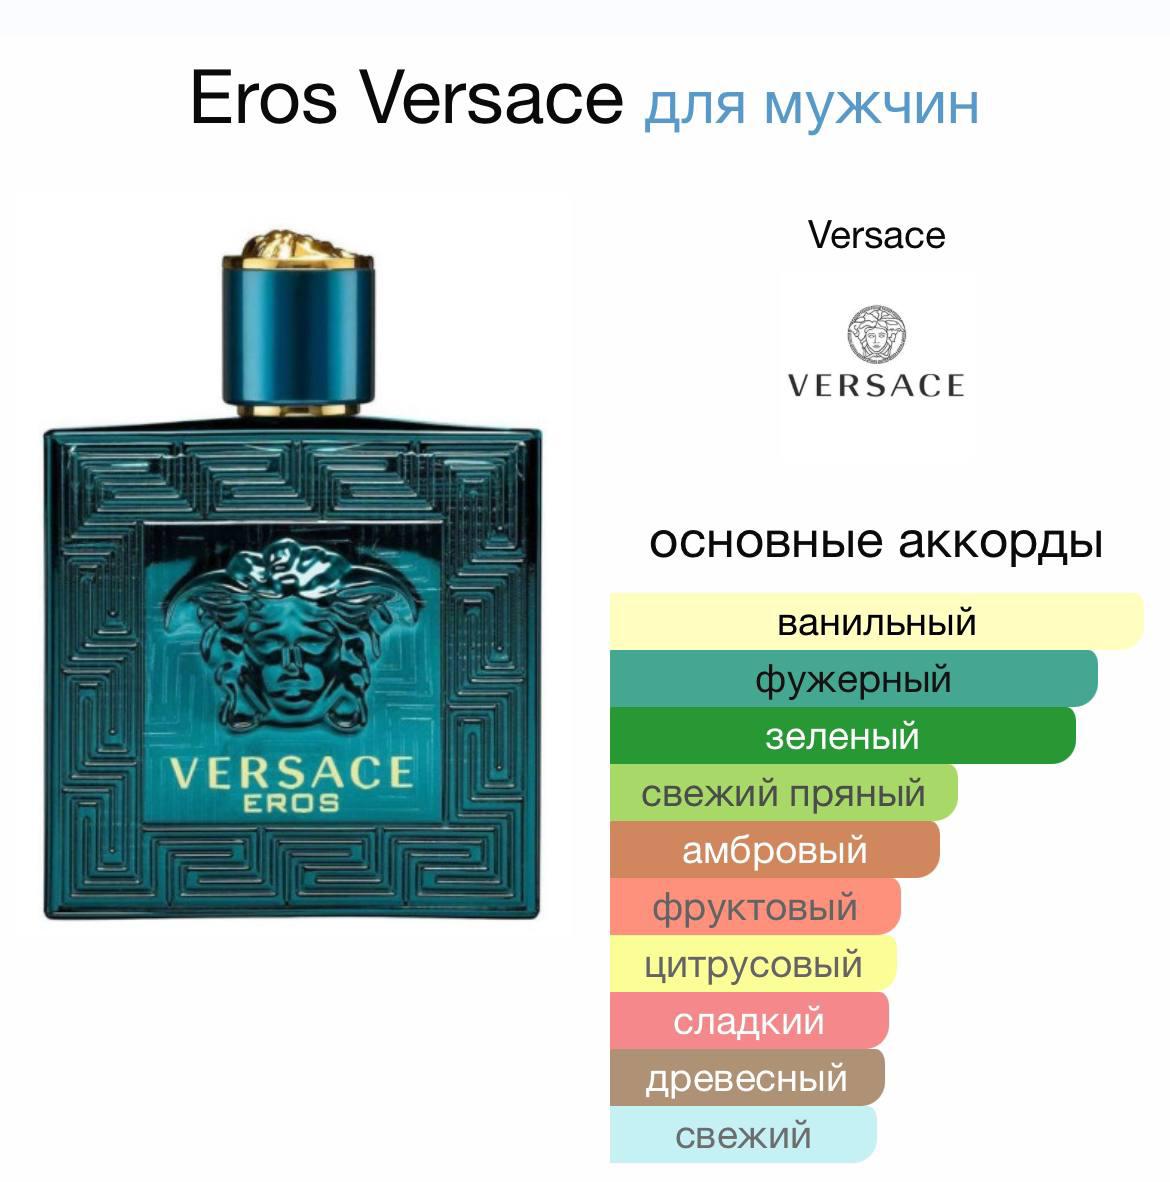 Eros Versace для мужчин
Versace
VERSACE
основные аккорды
ванильный
фужерный
зеленый
свежий пряный
амбровый
фруктовый
цитрусовый
сладкий
древесный
свежий
VERSACE
EROS